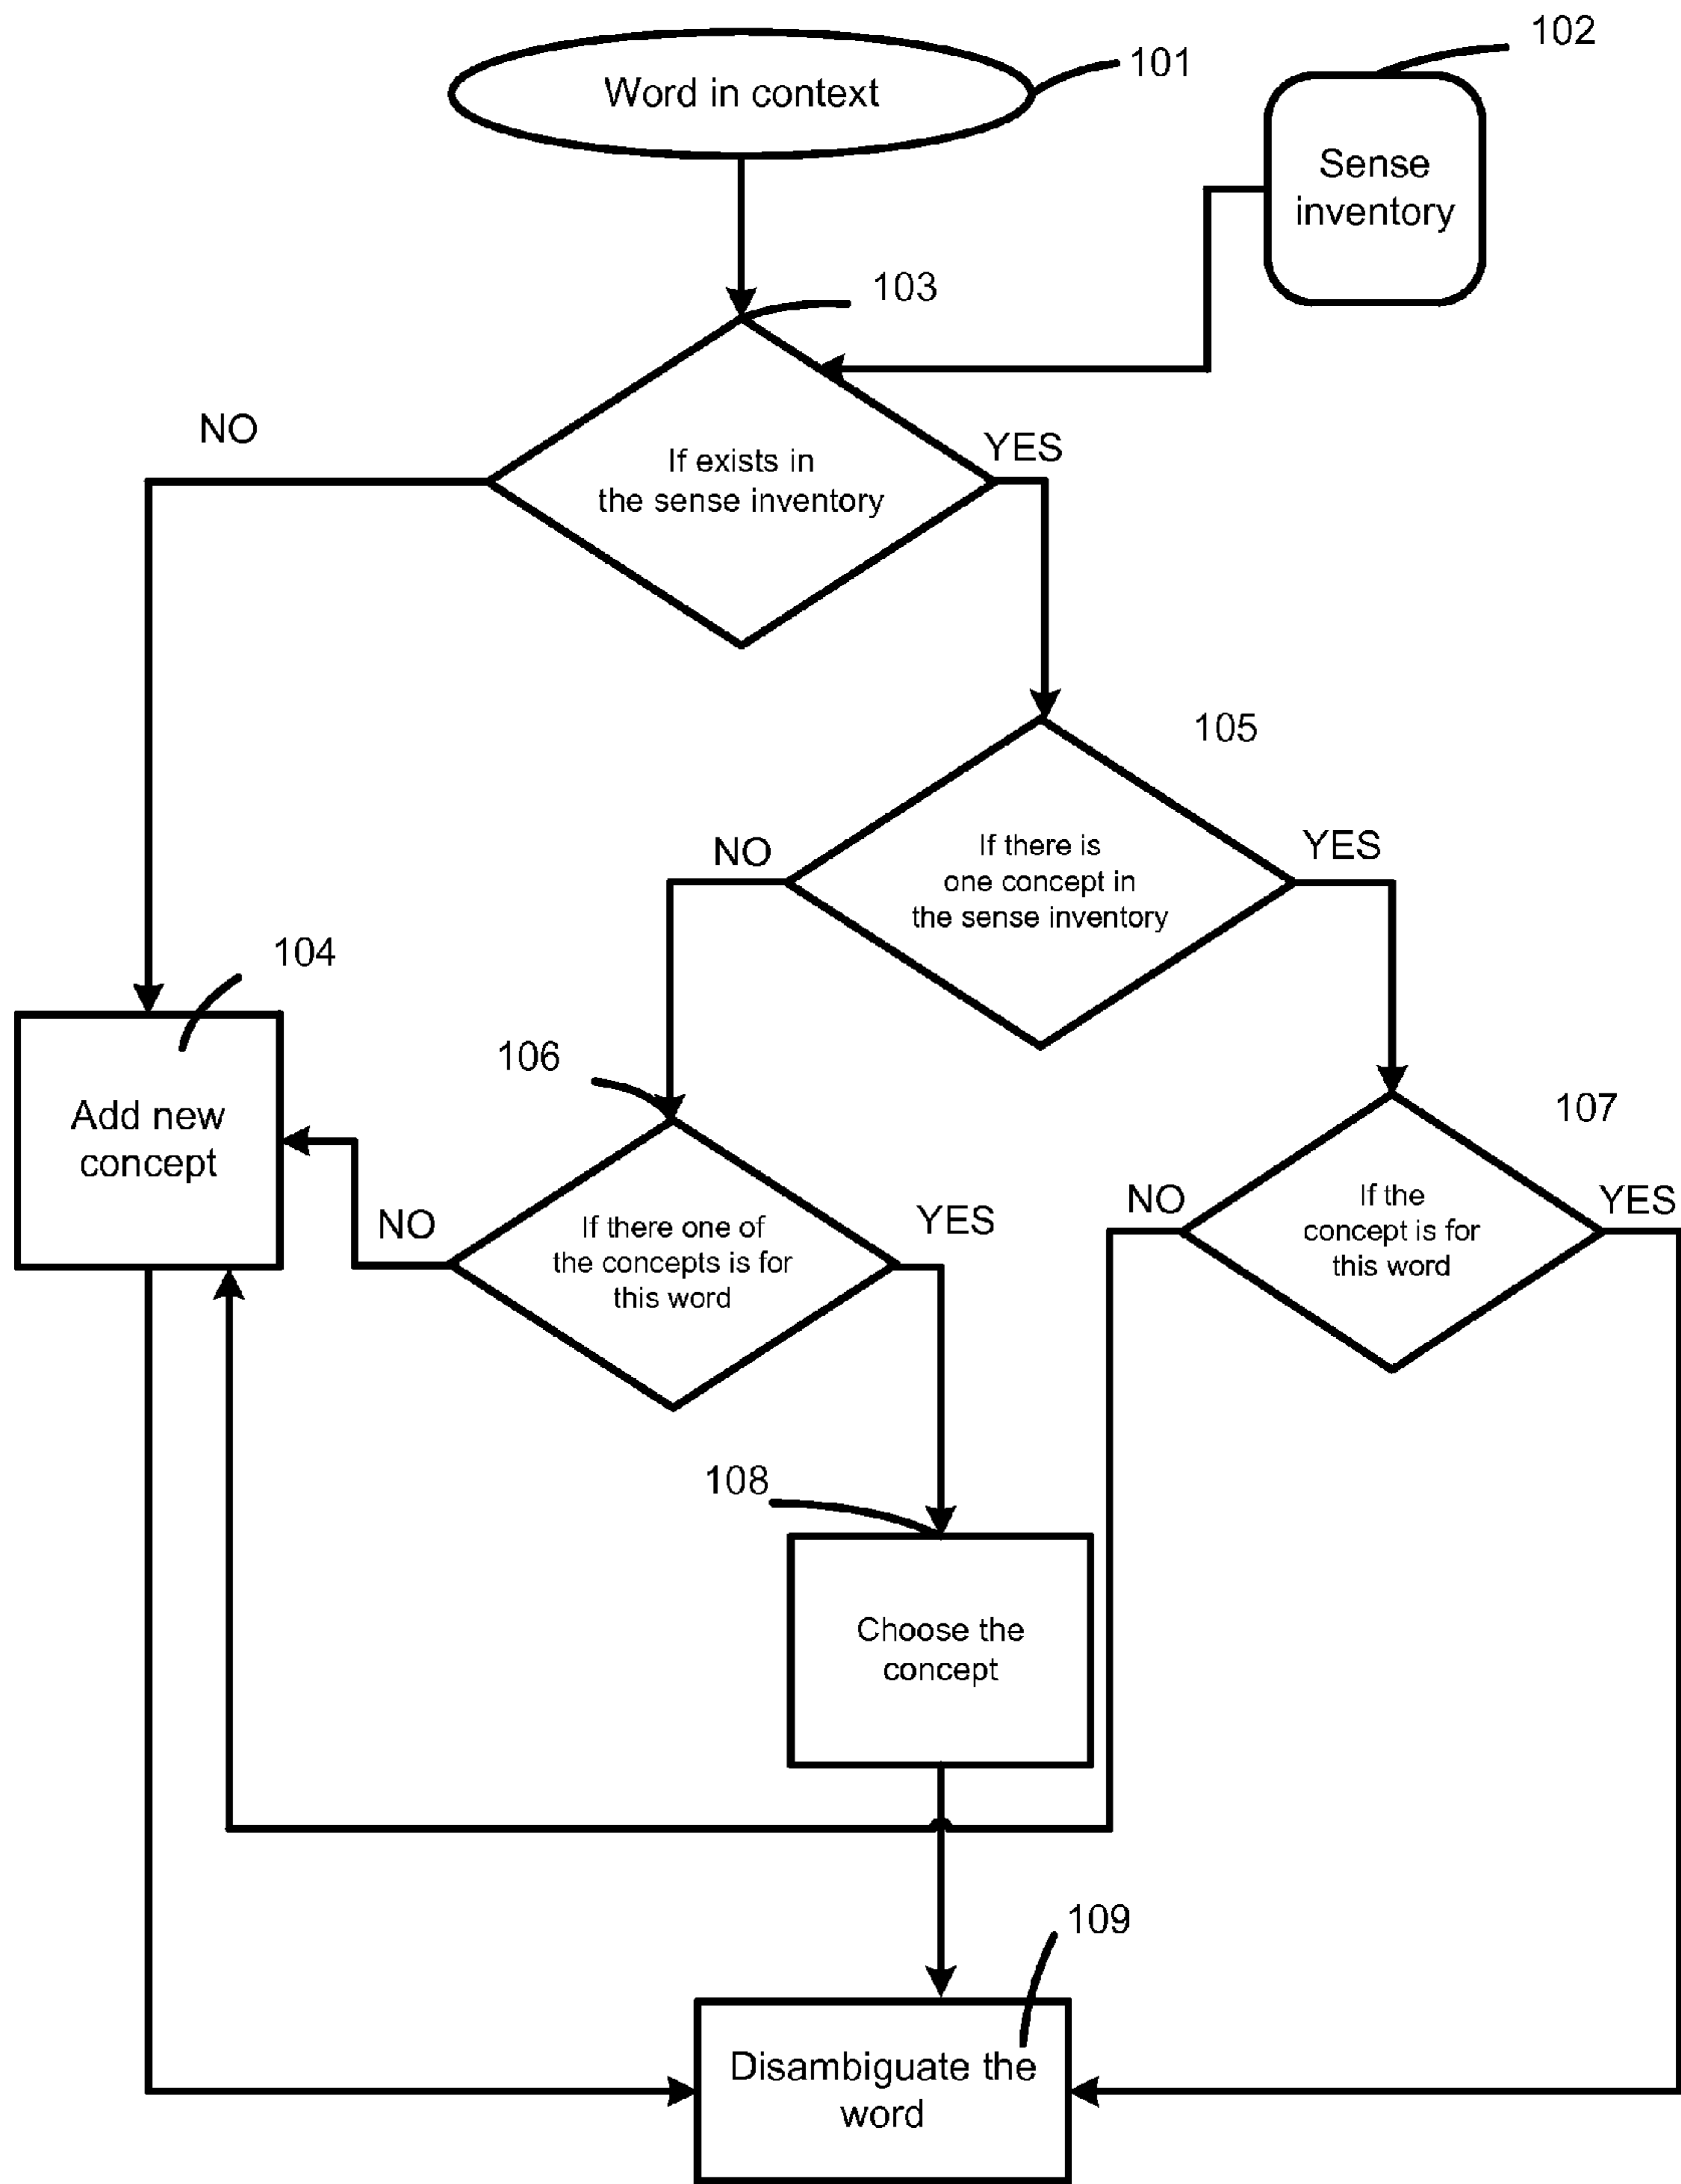 102
101
Word in context
Sense
inventory
103
NO
YES
If exists in
the sense inventory
105
NO
If there is
one concept in
the sense inventory
YES
104
106
107
Add new
concept
NO
If there one of
the concepts is for
this word
YES
NO
If the
concept is for
this word
YES
108
Choose the
concept
109
Disambiguate the
word